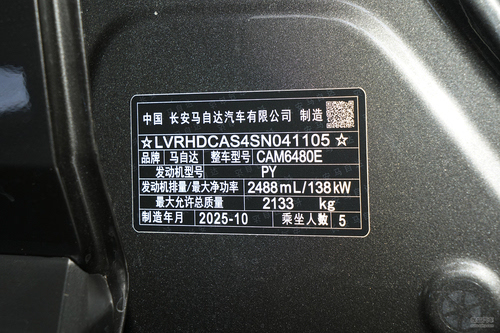 中国 长安马自达汽车有限公司 制造
☆LVRHDCAS4SN041105☆
品牌 马自达 整车型号 CAM6480E
发动机型号 PY
发动机排量/最大净功率 2488mL/138kW
最大允许总质量 2133 kg
制造年月 2025-10 乘坐人数 5